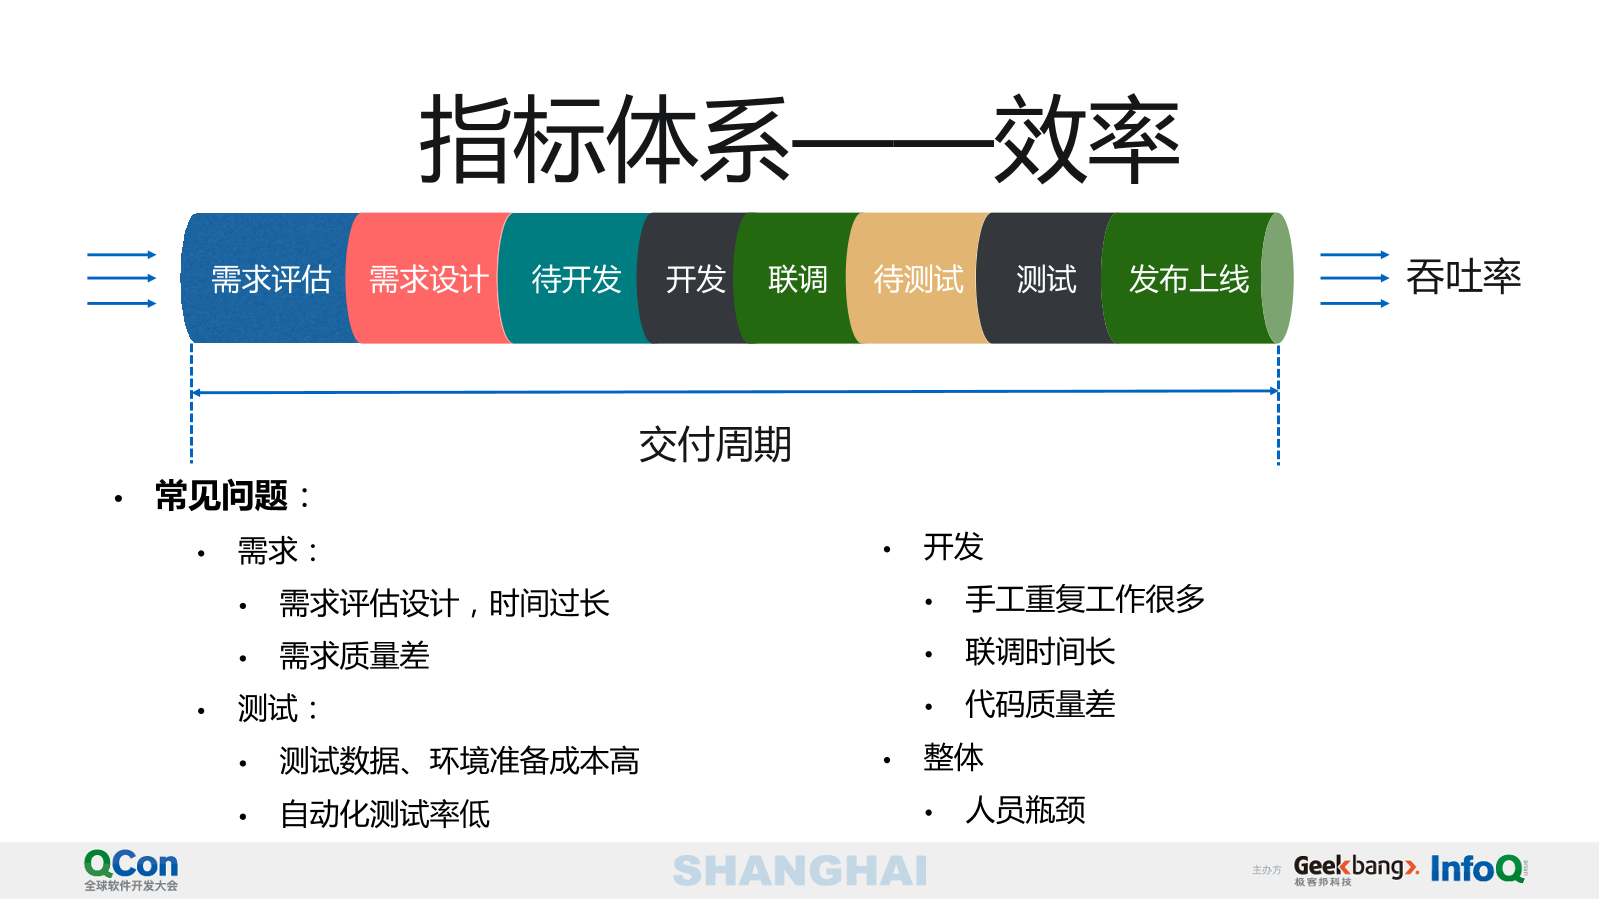 指标体系——效率
需求评估 需求设计 待开发 开发 联调 待测试 测试 发布上线
吞吐率
交付周期
• 常见问题：
• 需求：
• 需求评估设计，时间过长
• 需求质量差
• 测试：
• 测试数据、环境准备成本高
• 自动化测试率低
• 开发
• 手工重复工作很多
• 联调时间长
• 代码质量差
• 整体
• 人员瓶颈
QCon
全球软件开发大会
SHANGHAI
主办方
Geekbang>.
极客邦科技
InfoQ